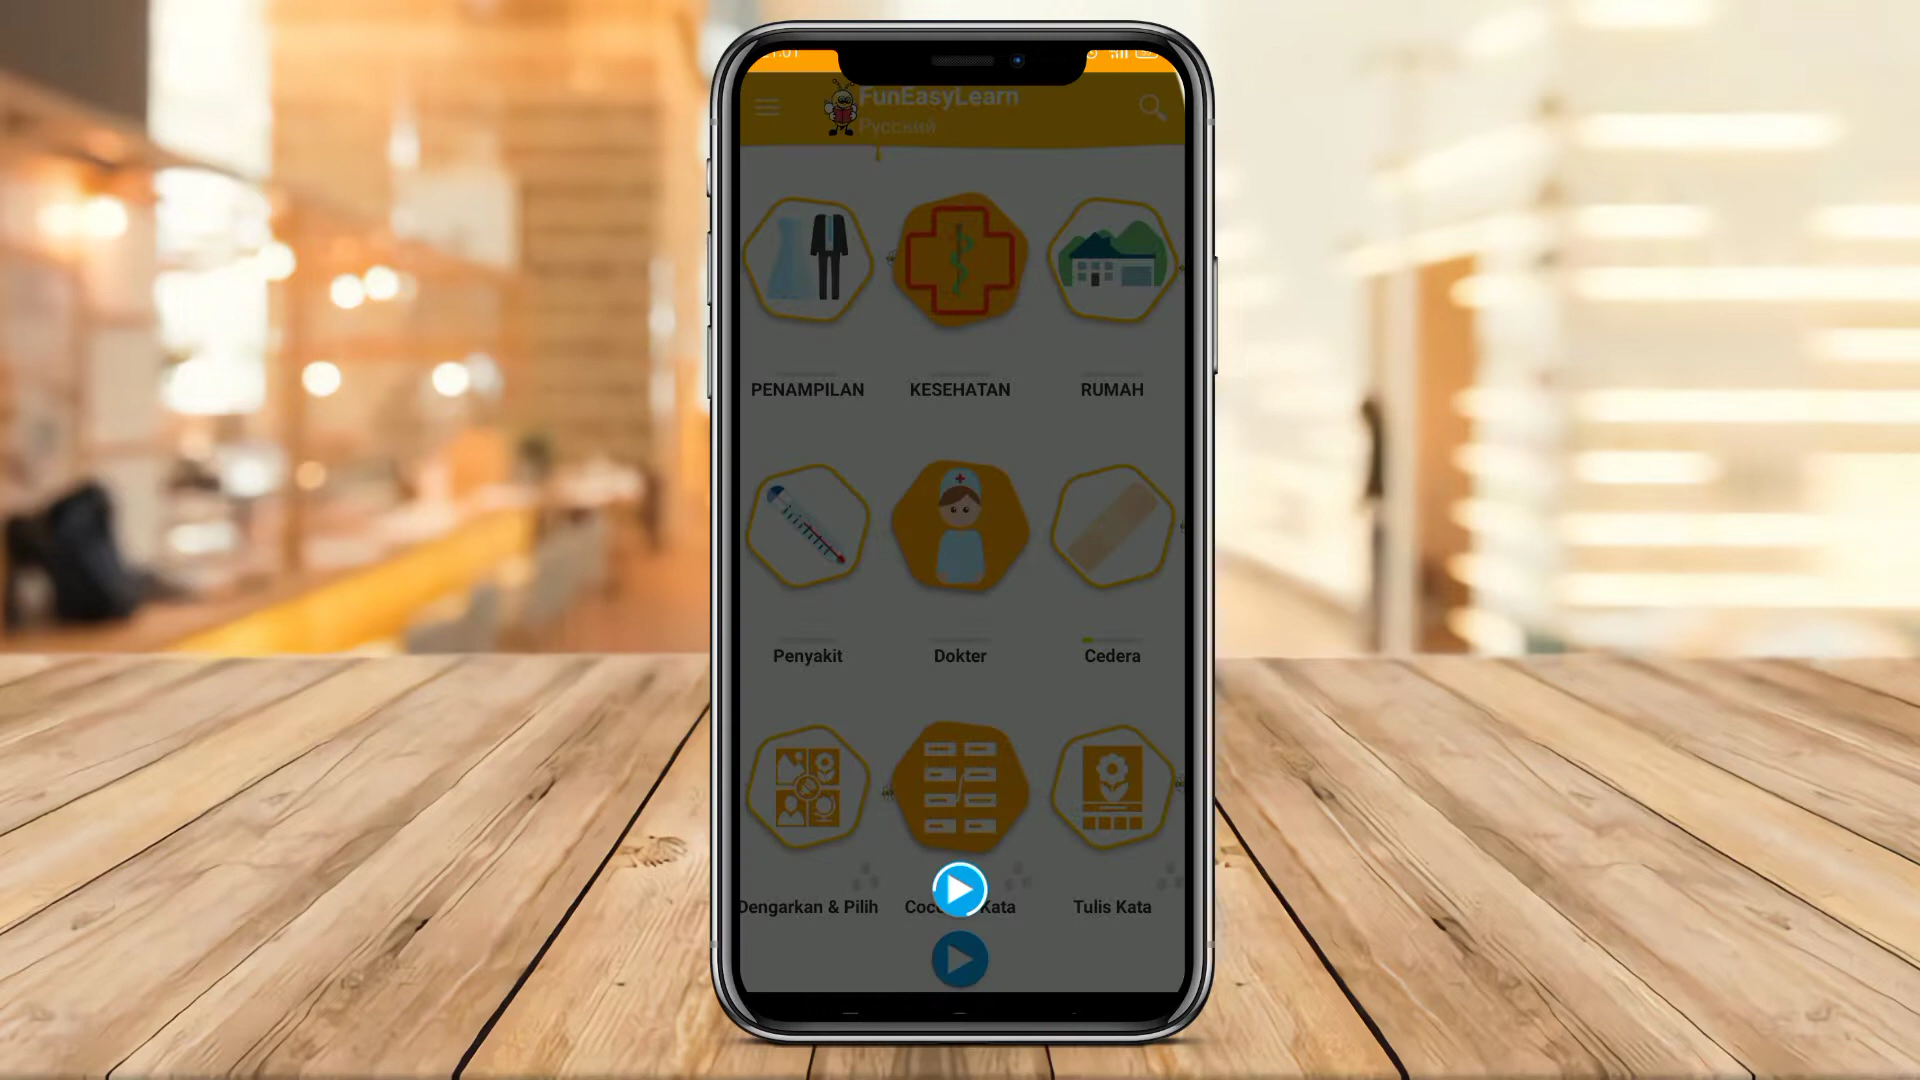 FunEasyLearn
Русский
PENAMPILAN KESEHATAN RUMAH
Penyakit Dokter Cedera
Dengarkan & Pilih Kata Tulis Kata